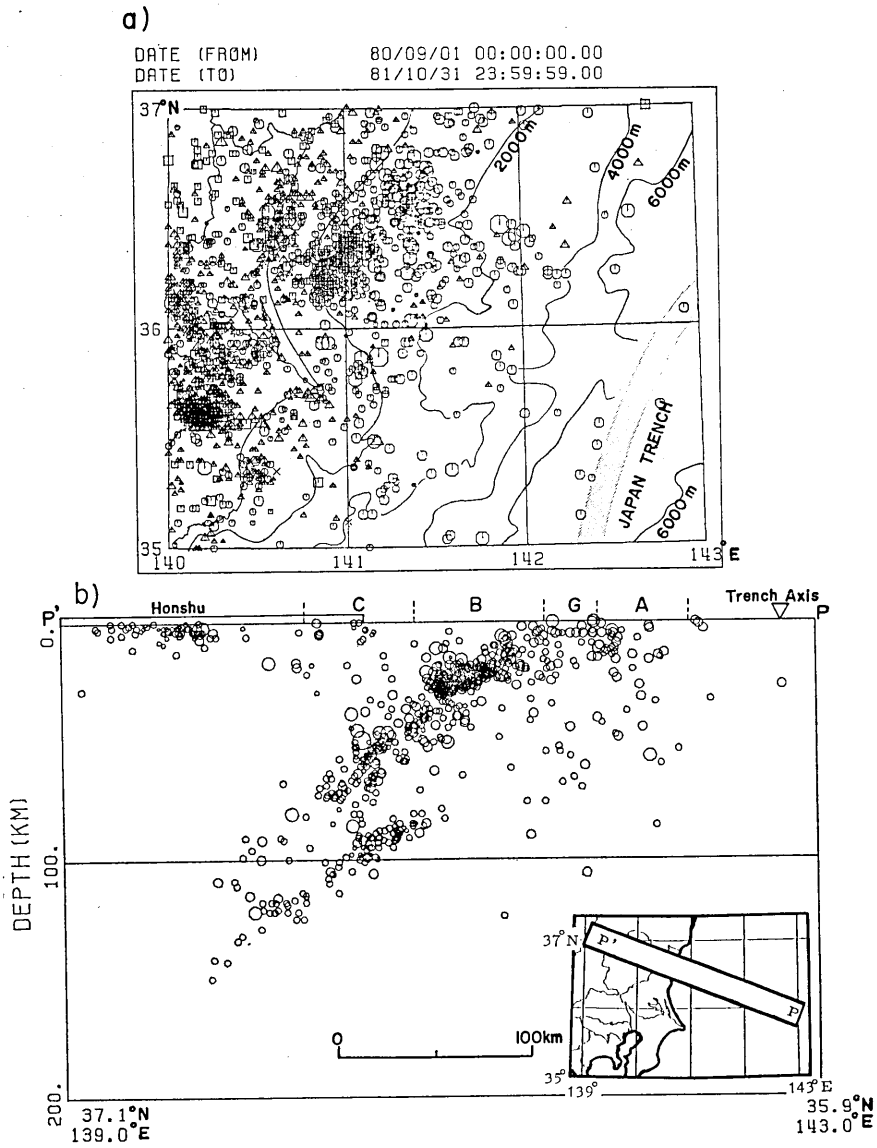 a)
DATE (FRØM) 80/09/01 00:00:00.00
DATE (TØ) 81/10/31 23:59:59.00
37°N
2000m
4000m
6000m
36
JAPAN TRENCH
6000m
35
140 141 142 143°E
b)
Trench Axis
P' Honshu C B G A P
0.
DEPTH (KM)
100.
37°N
P'
P
0 100km
35°
139° 143°E
200.
37.1°N 35.9°N
139.0°E 143.0°E